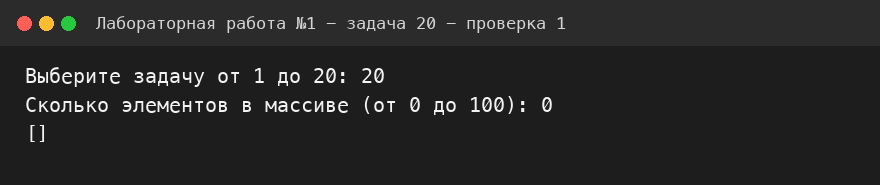 Лабораторная работа №1 — задача 20 — проверка 1
Выберите задачу от 1 до 20: 20
Сколько элементов в массиве (от 0 до 100): 0
[]